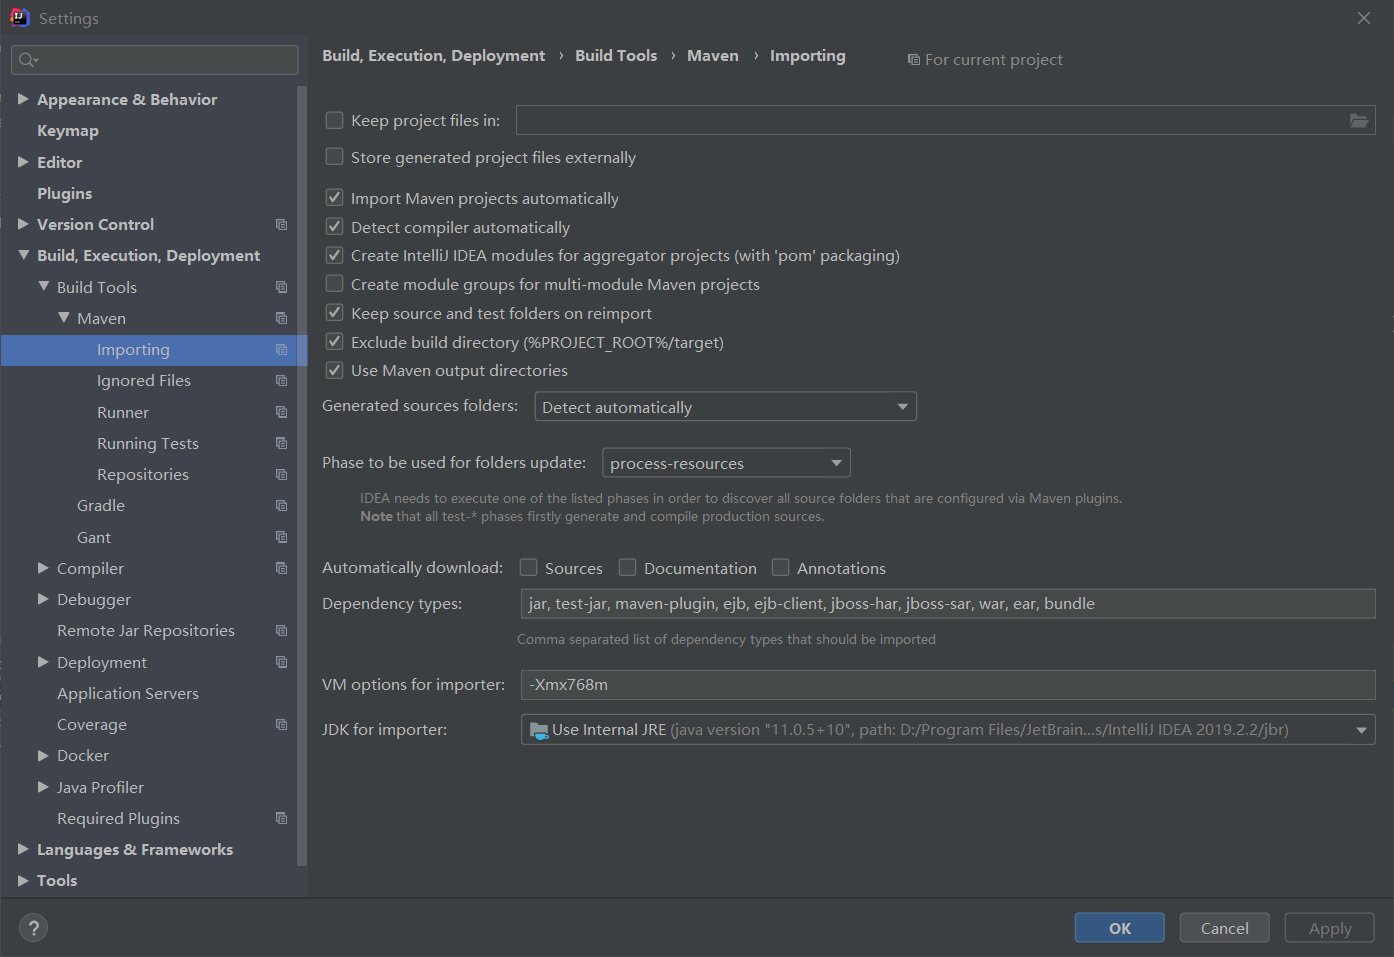 Settings
Appearance & Behavior
Keymap
Editor
Plugins
Version Control
Build, Execution, Deployment
Build Tools
Maven
Importing
Ignored Files
Runner
Running Tests
Repositories
Gradle
Gant
Compiler
Debugger
Remote Jar Repositories
Deployment
Application Servers
Coverage
Docker
Java Profiler
Required Plugins
Languages & Frameworks
Tools
Build, Execution, Deployment › Build Tools › Maven › Importing
For current project
Keep project files in:
Store generated project files externally
Import Maven projects automatically
Detect compiler automatically
Create IntelliJ IDEA modules for aggregator projects (with 'pom' packaging)
Create module groups for multi-module Maven projects
Keep source and test folders on reimport
Exclude build directory (%PROJECT_ROOT%/target)
Use Maven output directories
Generated sources folders: Detect automatically
Phase to be used for folders update: process-resources
IDEA needs to execute one of the listed phases in order to discover all source folders that are configured via Maven plugins.
Note that all test-* phases firstly generate and compile production sources.
Automatically download: Sources Documentation Annotations
Dependency types: jar, test-jar, maven-plugin, ejb, ejb-client, jboss-har, jboss-sar, war, ear, bundle
Comma separated list of dependency types that should be imported
VM options for importer: -Xmx768m
JDK for importer: Use Internal JRE (java version "11.0.5+10", path: D:/Program Files/JetBrain...s/IntelliJ IDEA 2019.2.2/jbr)
?
OK
Cancel
Apply